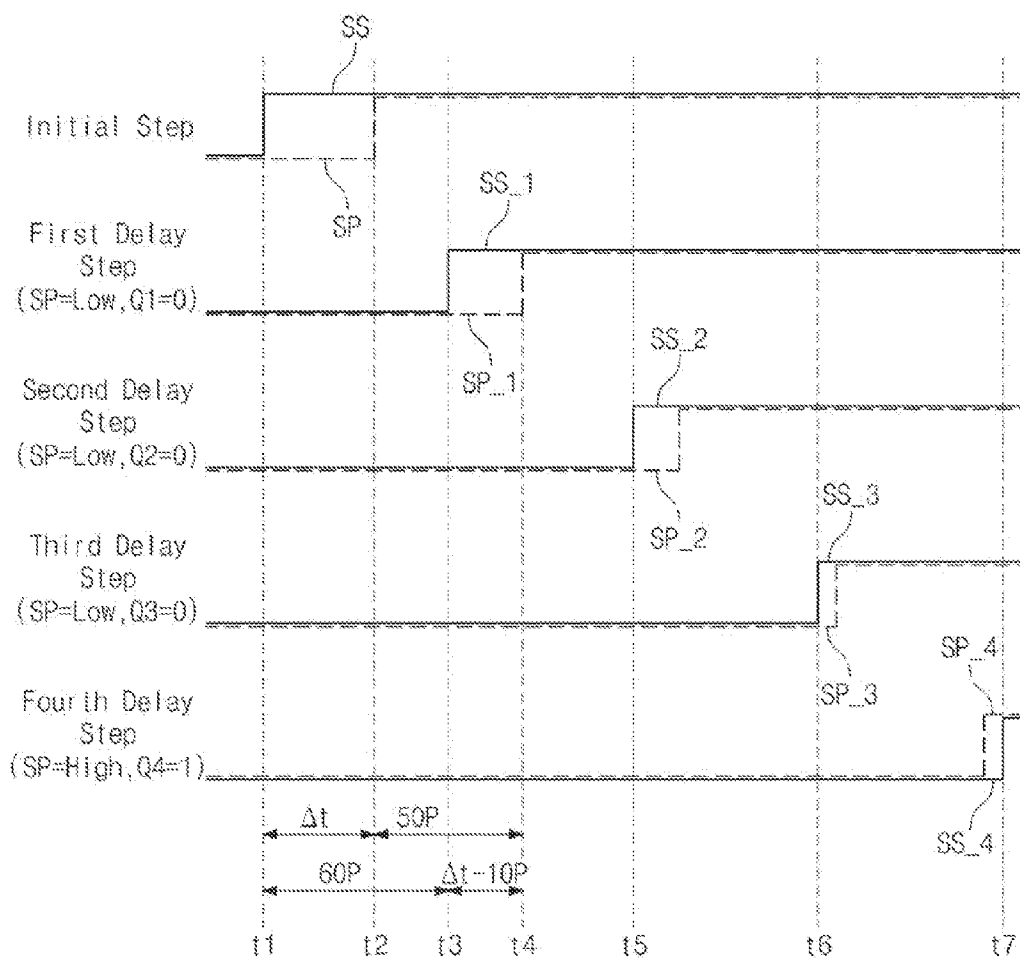 SS
Initial Step
SP
SS_1
First Delay
Step
(SP=Low,Q1=0)
SP_1
SS_2
Second Delay
Step
(SP=Low,Q2=0)
SP_2
SS_3
Third Delay
Step
(SP=Low,Q3=0)
SP_3
SP_4
Fourth Delay
Step
(SP=High,Q4=1)
SS_4
Δt
50P
60P
Δt-10P
t1 t2 t3 t4 t5 t6 t7